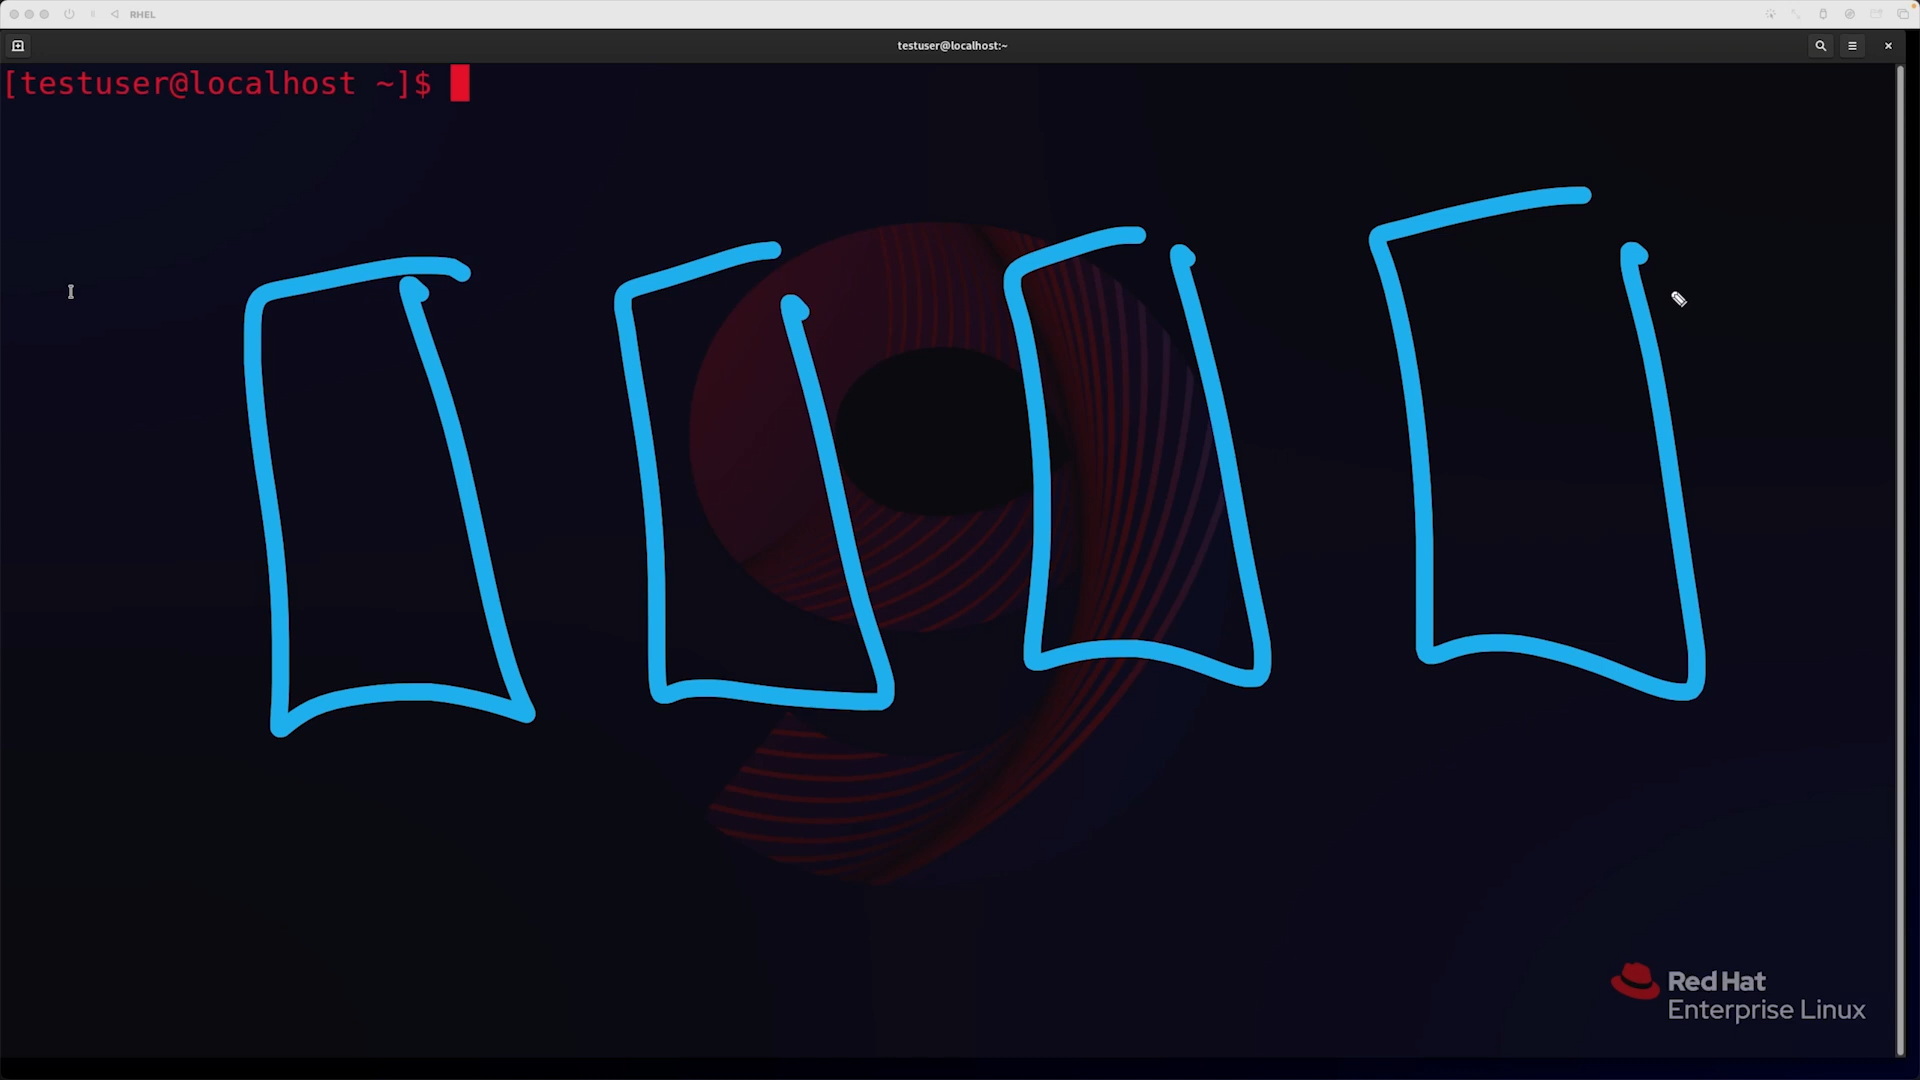 RHEL
testuser@localhost:~
[testuser@localhost ~]$
Red Hat
Enterprise Linux